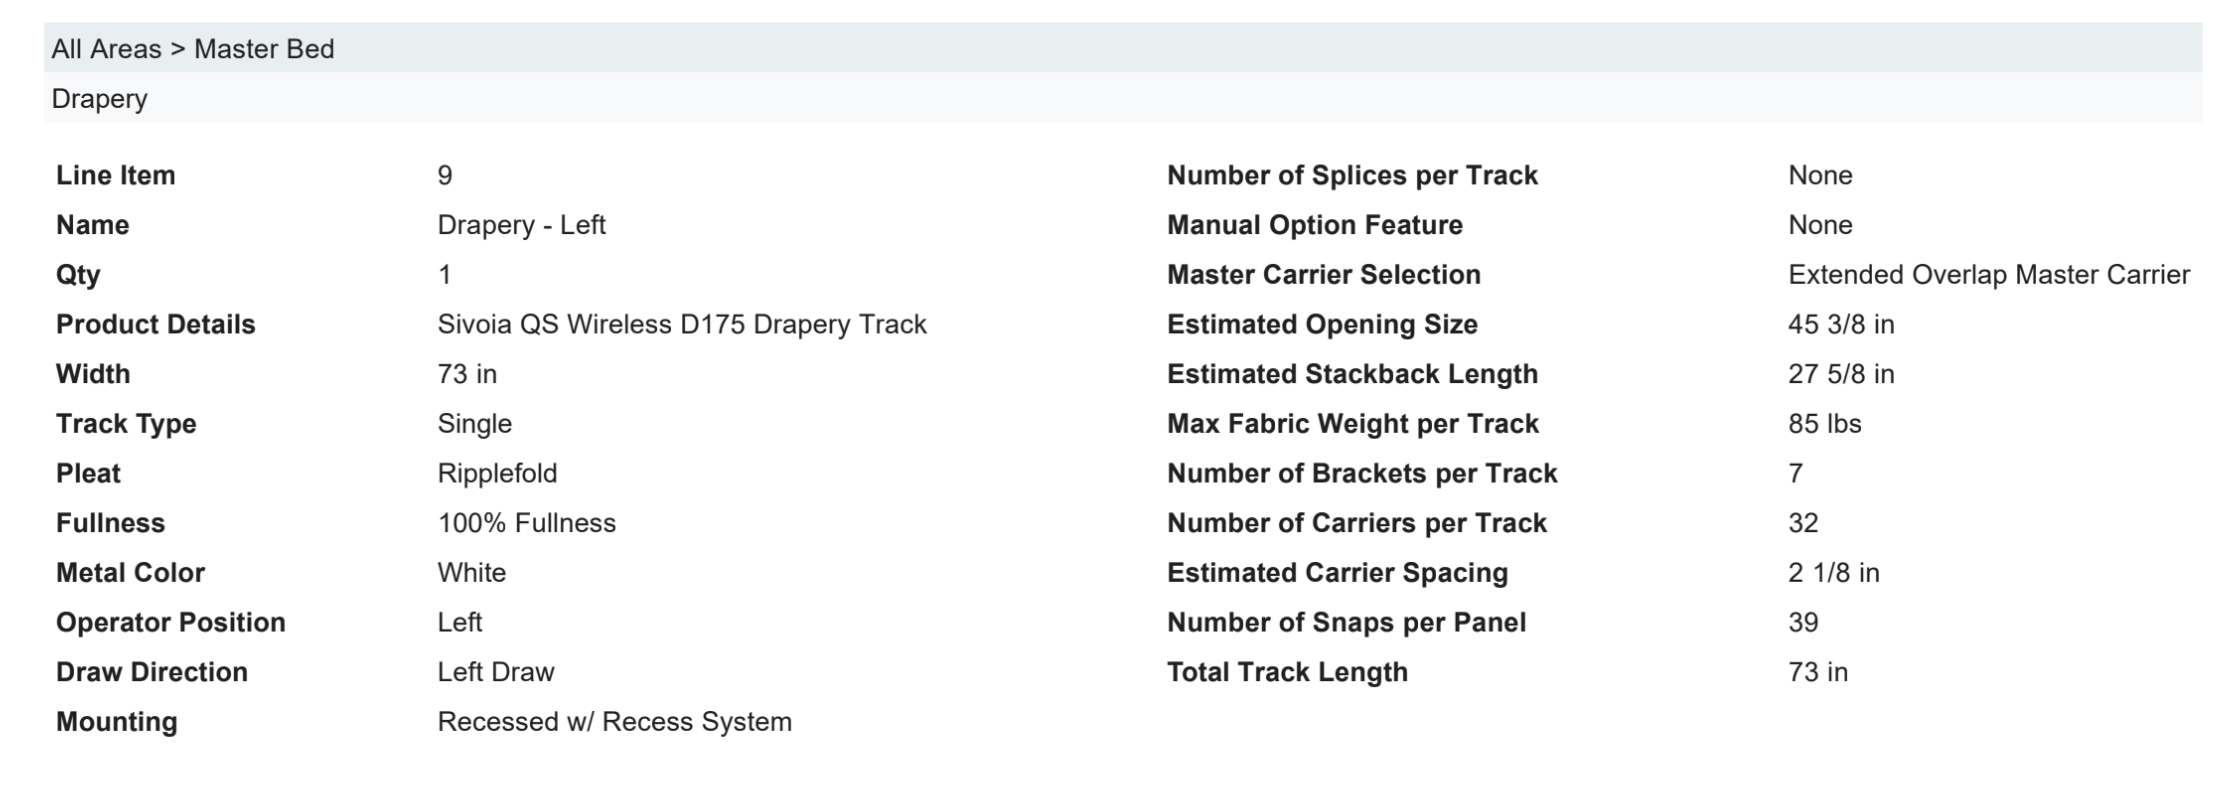 All Areas > Master Bed
Drapery
Line Item 9
Name Drapery - Left
Qty 1
Product Details Sivoia QS Wireless D175 Drapery Track
Width 73 in
Track Type Single
Pleat Ripplefold
Fullness 100% Fullness
Metal Color White
Operator Position Left
Draw Direction Left Draw
Mounting Recessed w/ Recess System
Number of Splices per Track None
Manual Option Feature None
Master Carrier Selection Extended Overlap Master Carrier
Estimated Opening Size 45 3/8 in
Estimated Stackback Length 27 5/8 in
Max Fabric Weight per Track 85 lbs
Number of Brackets per Track 7
Number of Carriers per Track 32
Estimated Carrier Spacing 2 1/8 in
Number of Snaps per Panel 39
Total Track Length 73 in